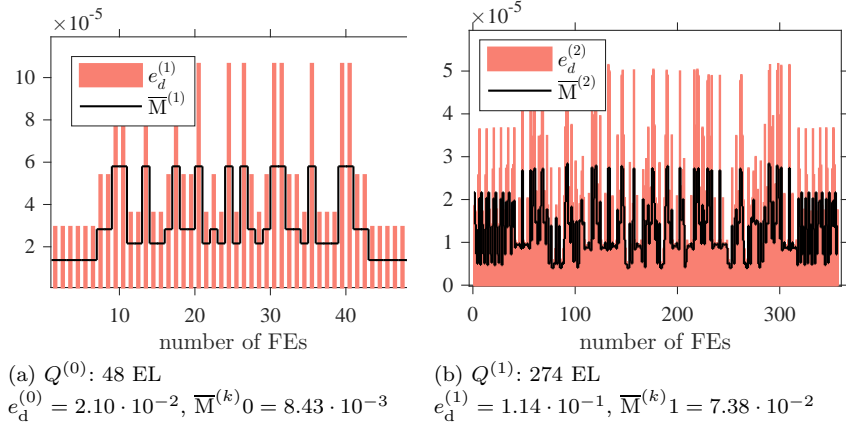 ×10⁻⁵
10
8
6
4
2
e_d^(1)
M̅^(1)
10 20 30 40
number of FEs
(a) Q^(0): 48 EL
e_d^(0) = 2.10 · 10⁻², M̅^(k)0 = 8.43 · 10⁻³
×10⁻⁵
5
4
3
2
1
0
e_d^(2)
M̅^(2)
0 100 200 300
number of FEs
(b) Q^(1): 274 EL
e_d^(1) = 1.14 · 10⁻¹, M̅^(k)1 = 7.38 · 10⁻²